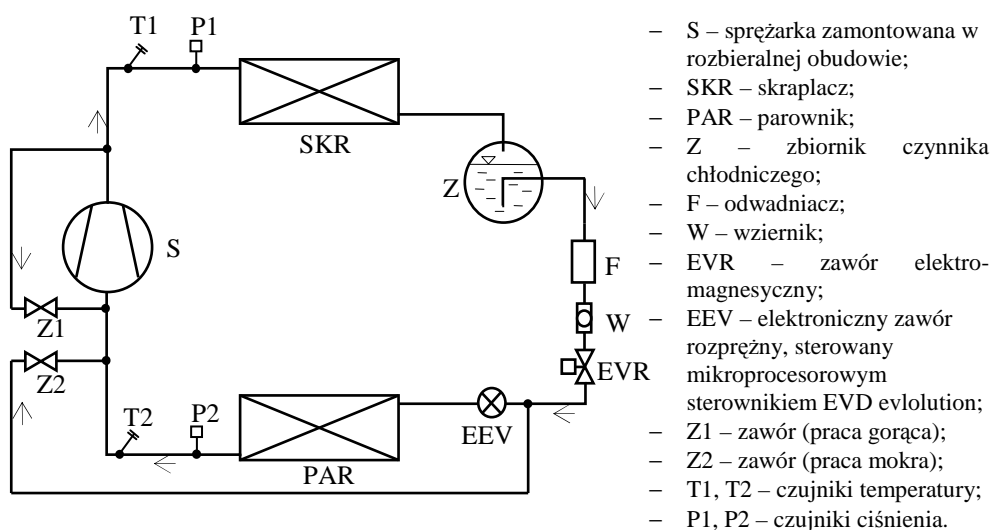 T1
P1
SKR
Z
S
F
Z1
W
Z2
EVR
T2
P2
EEV
PAR
– S – sprężarka zamontowana w
rozbieralnej obudowie;
– SKR – skraplacz;
– PAR – parownik;
– Z – zbiornik czynnika
chłodniczego;
– F – odwadniacz;
– W – wziernik;
– EVR – zawór elektro-
magnesyczny;
– EEV – elektroniczny zawór
rozprężny, sterowany
mikroprocesorowym
sterownikiem EVD evlolution;
– Z1 – zawór (praca gorąca);
– Z2 – zawór (praca mokra);
– T1, T2 – czujniki temperatury;
– P1, P2 – czujniki ciśnienia.